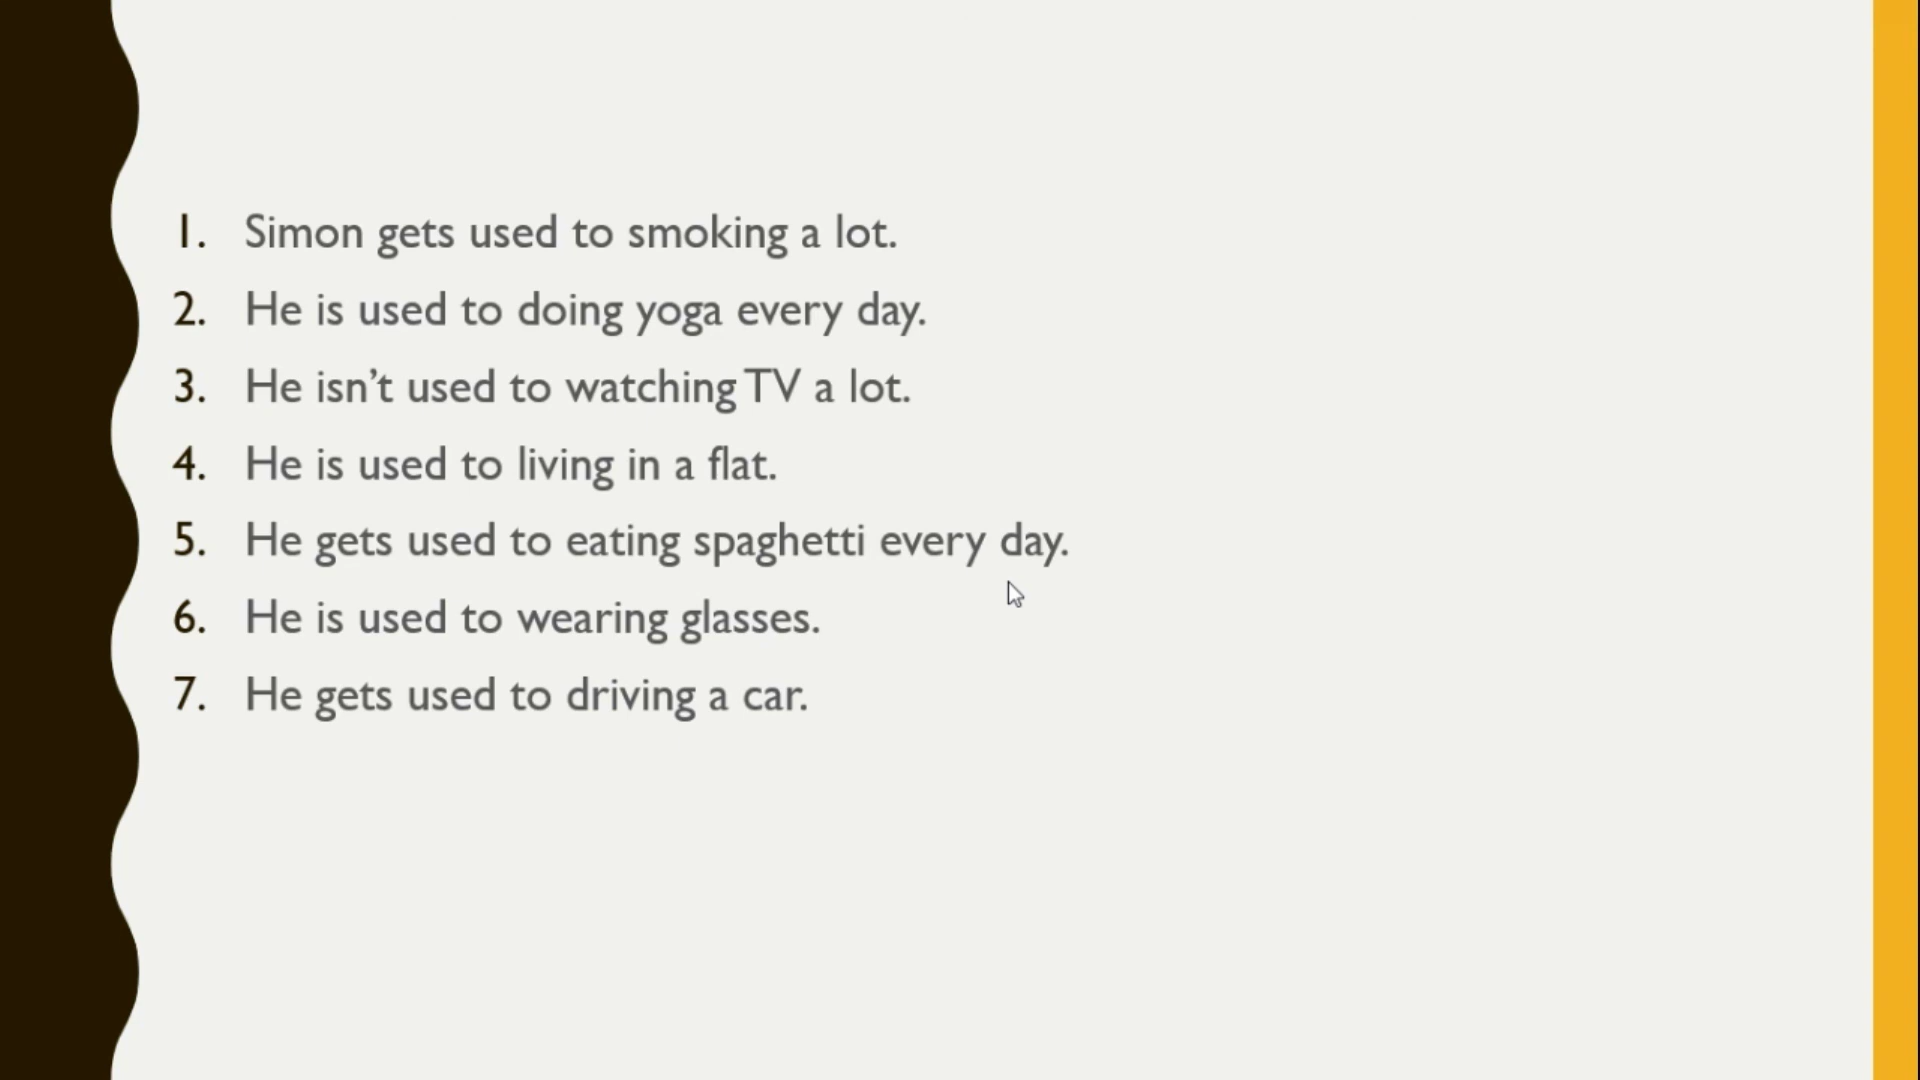 1. Simon gets used to smoking a lot.
2. He is used to doing yoga every day.
3. He isn’t used to watching TV a lot.
4. He is used to living in a flat.
5. He gets used to eating spaghetti every day.
6. He is used to wearing glasses.
7. He gets used to driving a car.